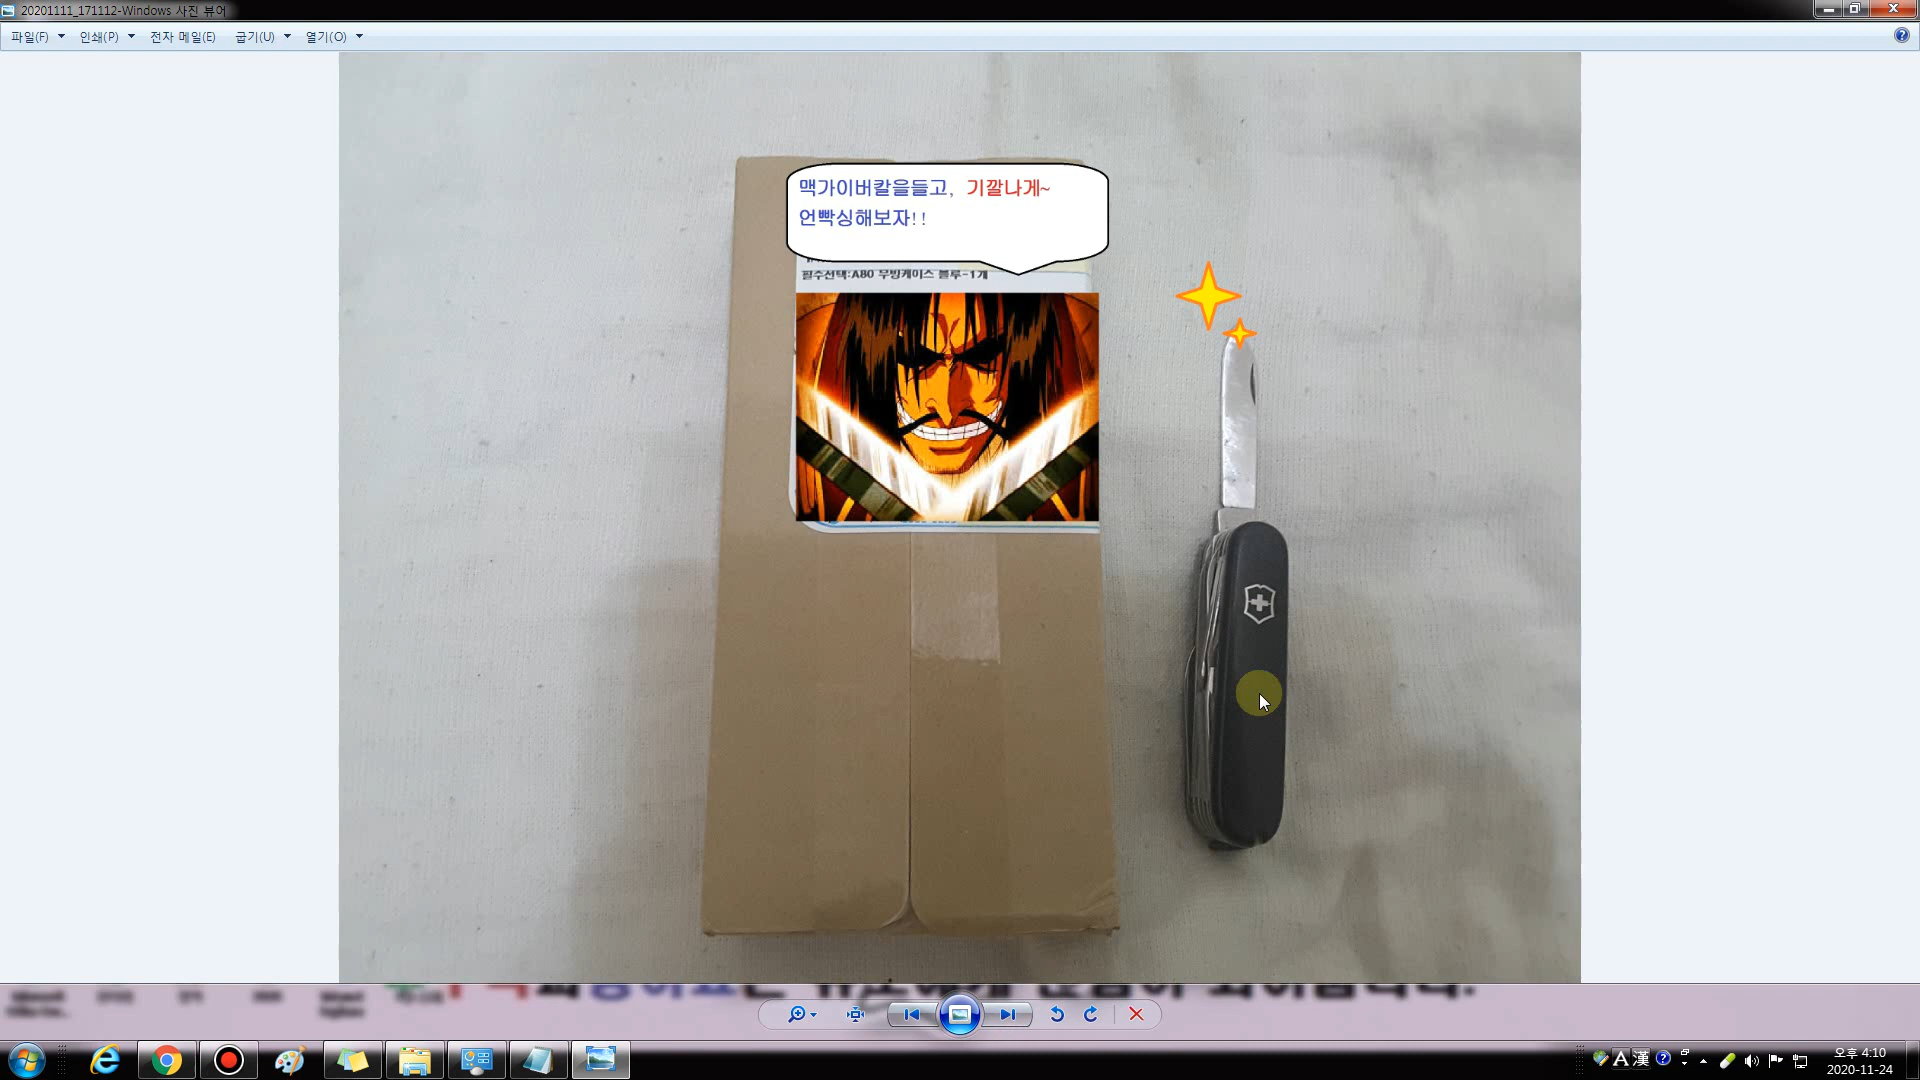 20201111_171112-Windows 사진 뷰어
파일(F) 인쇄(P) 전자 메일(E) 굽기(U) 열기(O)
맥가이버칼을들고, 기깔나게~
언빡싱해보자!!
필수선택:A80 무빙케이스 블루-1개
A 漢
오후 4:10
2020-11-24